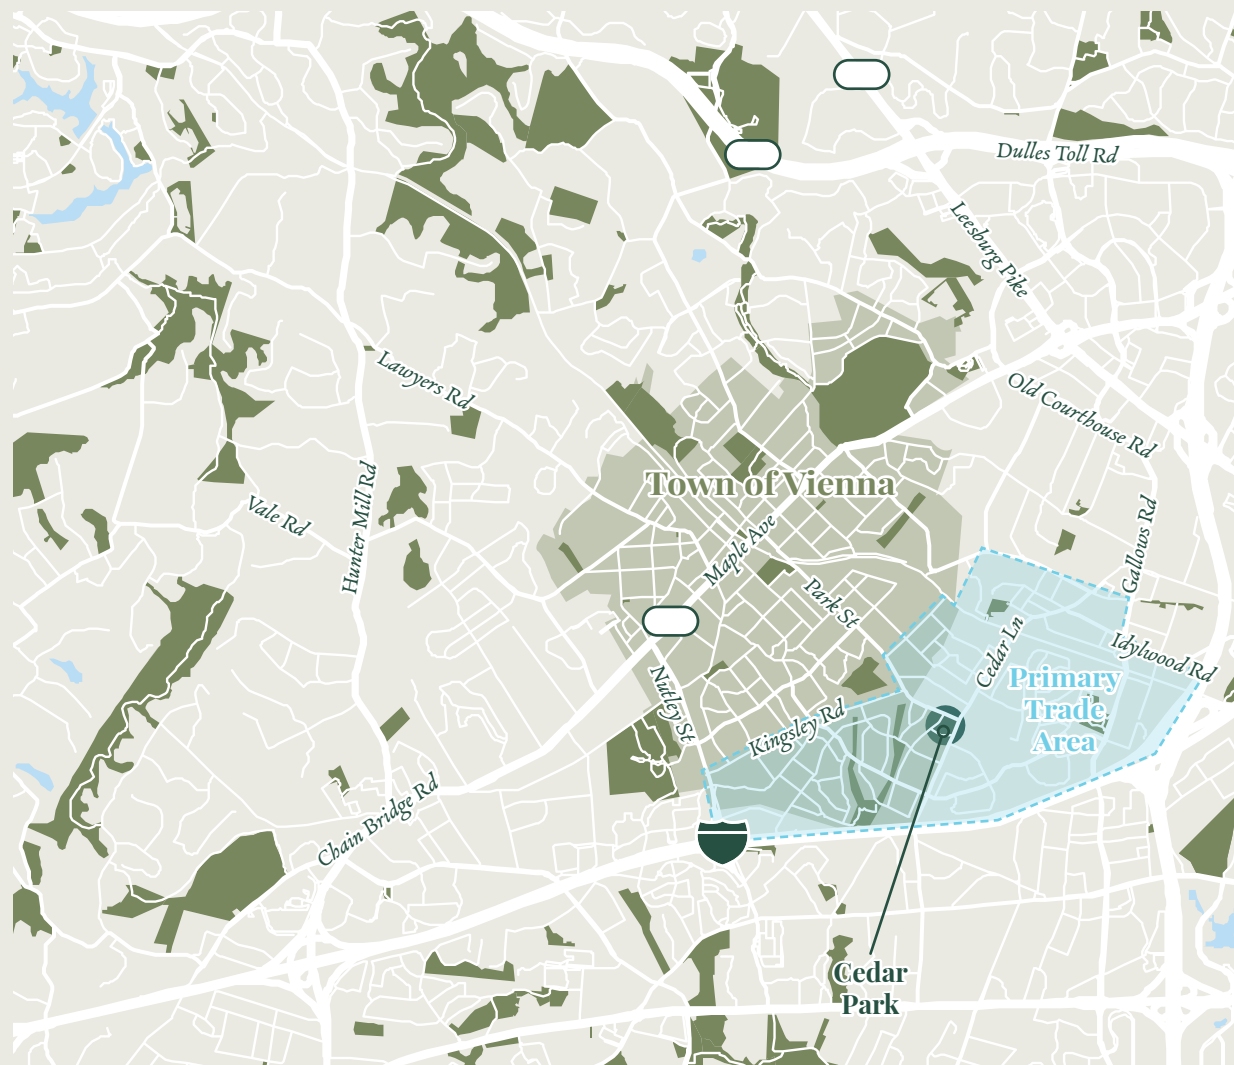 Dulles Toll Rd
Leesburg Pike
Lawyers Rd
Old Courthouse Rd
Town of Vienna
Hunter Mill Rd
Vale Rd
Maple Ave
Gallows Rd
Park St
Cedar Ln
Idylwood Rd
Nutley St
Primary
Trade
Area
Kingsley Rd
Chain Bridge Rd
Cedar
Park